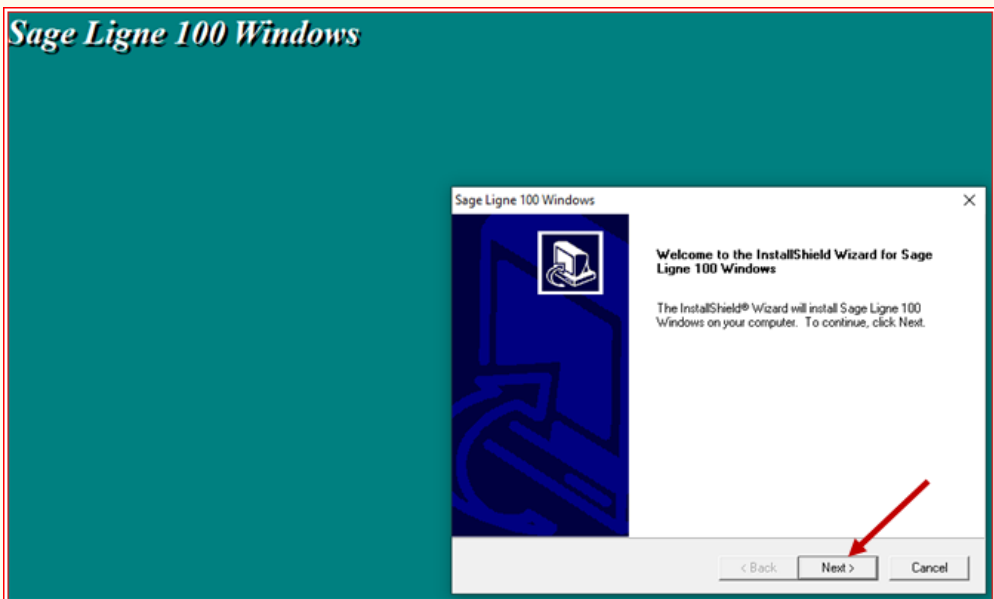 Sage Ligne 100 Windows
Sage Ligne 100 Windows
Welcome to the InstallShield Wizard for Sage
Ligne 100 Windows
The InstallShield® Wizard will install Sage Ligne 100
Windows on your computer. To continue, click Next.
< Back Next > Cancel